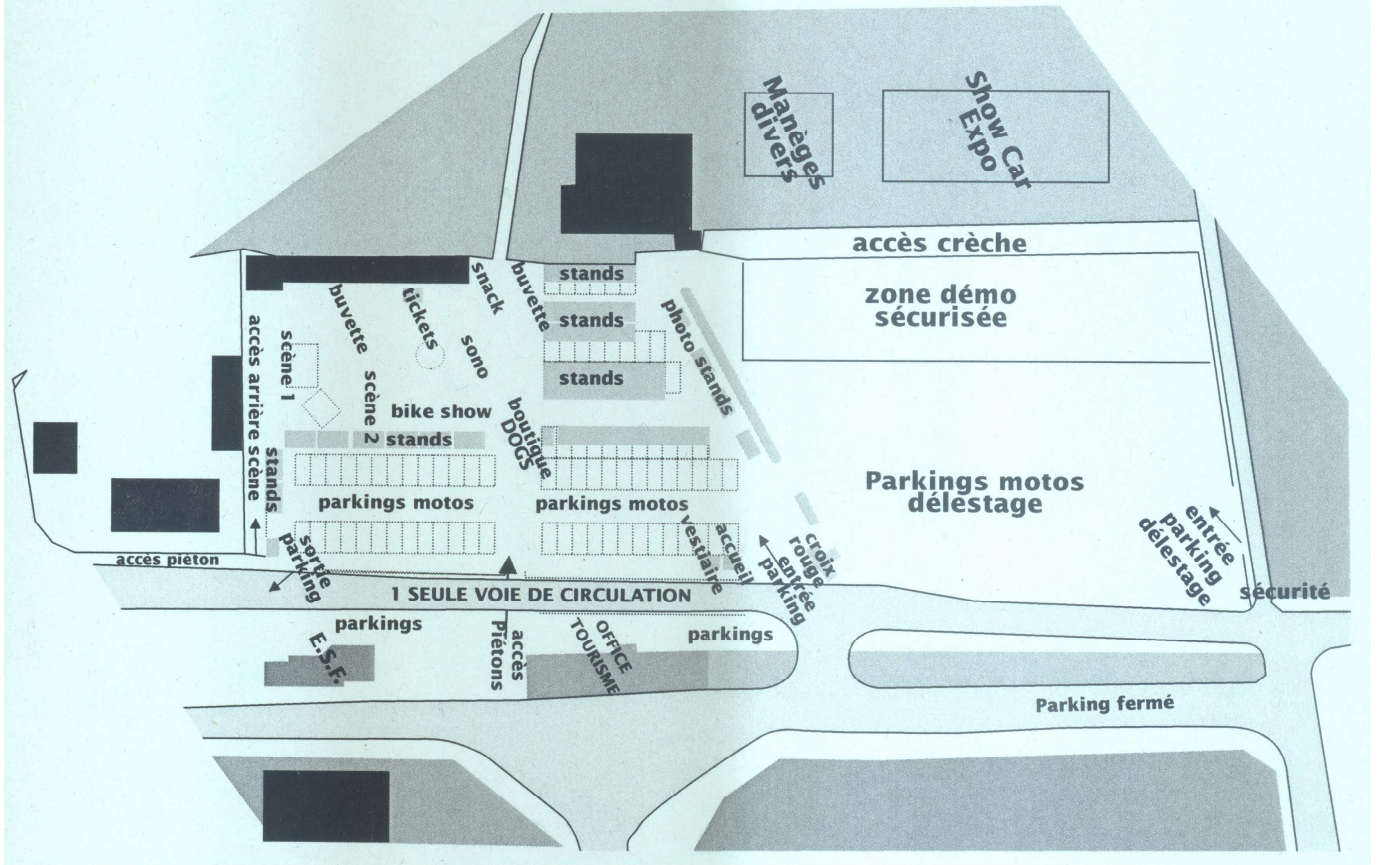 Manèges
divers
Show Car
Expo
accès crèche
zone démo
sécurisée
stands
stands
stands
snack
buvette
buvette
tickets
sono
photo stands
scène 1
scène 2
accès arrière scène
bike show
stands
boutique
DOGS
stands
parkings motos
parkings motos
Parkings motos
délestage
vestiaire
accueil
croix
rouge
entrée
parking
entrée
parking
délestage
sécurité
accès piéton
sortie
parking
1 SEULE VOIE DE CIRCULATION
parkings
parkings
E.S.F.
accès
Piétons
OFFICE
TOURISME
Parking fermé